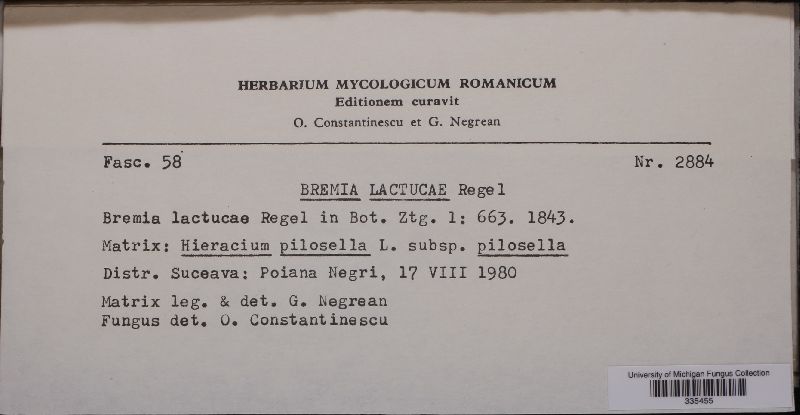 HERBARIUM MYCOLOGICUM ROMANICUM
Editionem curavit
O. Constantinescu et G. Negrean
Fasc. 58 Nr. 2884
BREMIA LACTUCAE Regel
Bremia lactucae Regel in Bot. Ztg. 1: 663. 1843.
Matrix: Hieracium pilosella L. subsp. pilosella
Distr. Suceava: Poiana Negri, 17 VIII 1980
Matrix leg. & det. G. Negrean
Fungus det. O. Constantinescu
University of Michigan Fungus Collection
335455